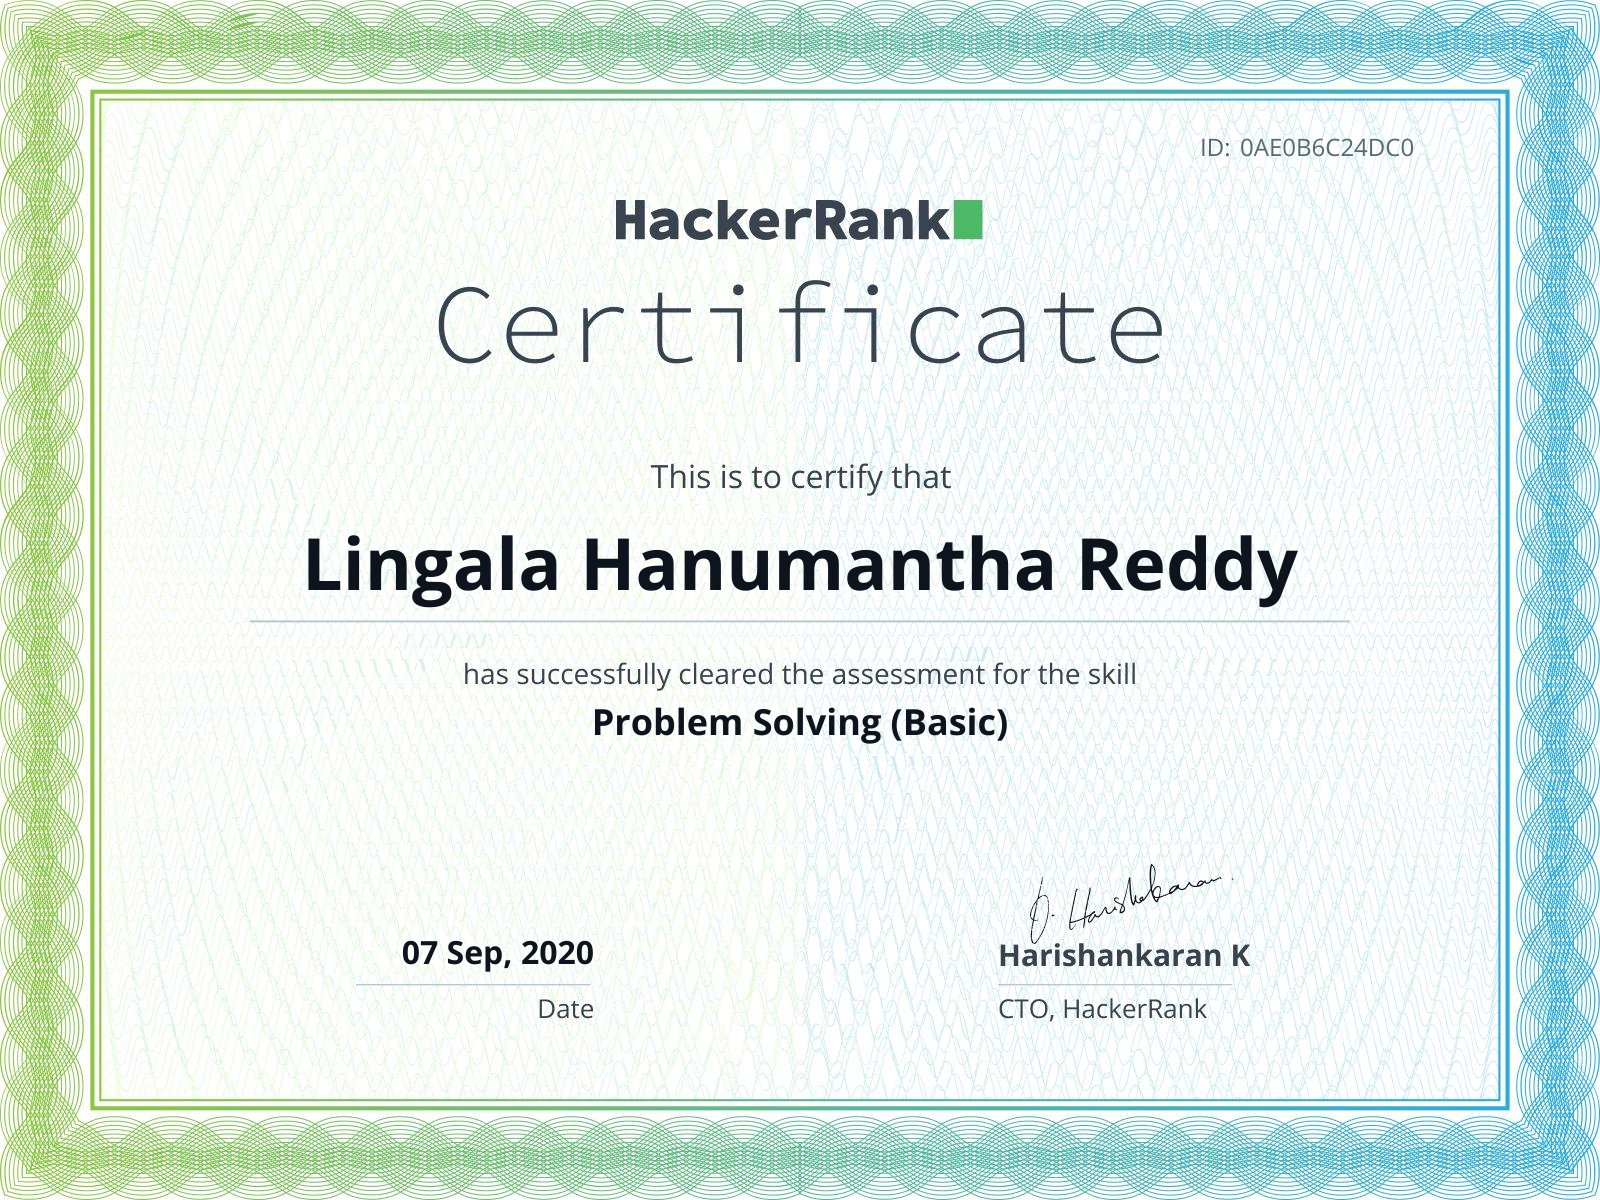 ID: 0AE0B6C24DC0
HackerRank
Certificate
This is to certify that
Lingala Hanumantha Reddy
has successfully cleared the assessment for the skill
Problem Solving (Basic)
07 Sep, 2020
Date
Harishankaran
Harishankaran K
CTO, HackerRank